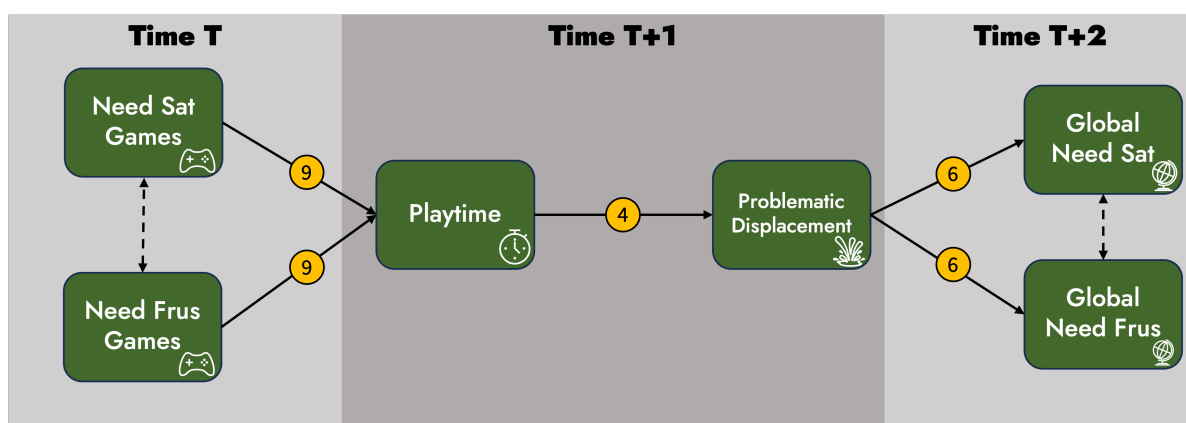 Time T
Time T+1
Time T+2
Need Sat
Games
9
Need Frus
Games
9
Playtime
4
Problematic
Displacement
6
6
Global
Need Sat
Global
Need Frus